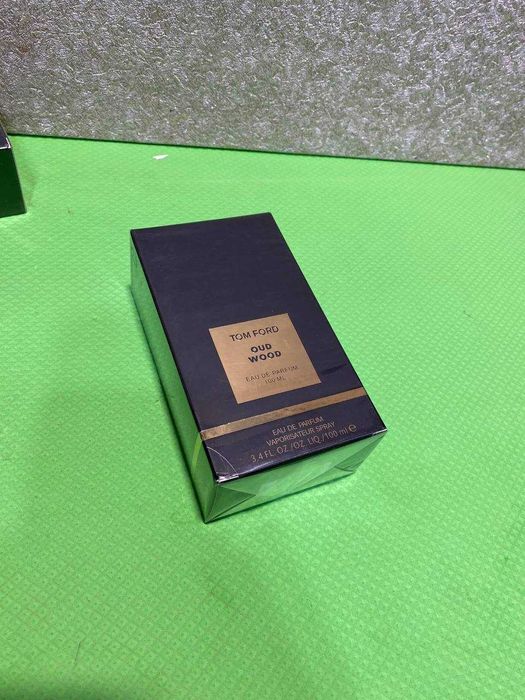 TOM FORD
OUD
WOOD
EAU DE PARFUM
100 ML
EAU DE PARFUM
VAPORISATEUR SPRAY
3.4 FL. OZ./OZ. LIQ./100 ml ℮